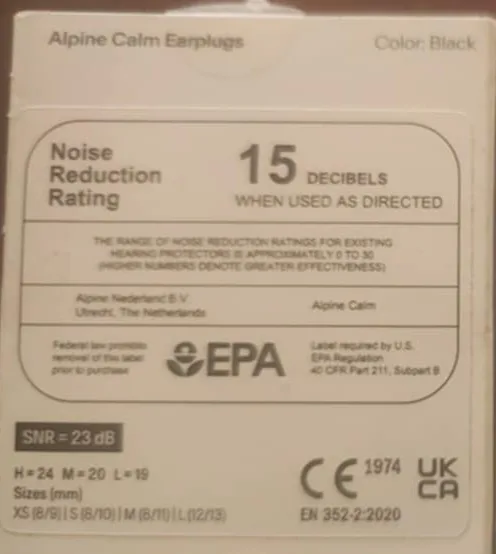 Alpine Calm Earplugs
Color: Black
Noise
Reduction
Rating
15 DECIBELS
WHEN USED AS DIRECTED
THE RANGE OF NOISE REDUCTION RATINGS FOR EXISTING
HEARING PROTECTORS IS APPROXIMATELY 0 TO 30
(HIGHER NUMBERS DENOTE GREATER EFFECTIVENESS)
Alpine Nederland B.V.
Utrecht, The Netherlands
Alpine Calm
Federal law prohibits
removal of this label
prior to purchase
EPA
Label required by U.S.
EPA Regulation
40 CFR Part 211, Subpart B
SNR = 23 dB
H=24 M=20 L=19
Sizes (mm)
XS (8/9) | S (8/10) | M (8/11) | L (12/13)
CE 1974
UK
CA
EN 352-2:2020